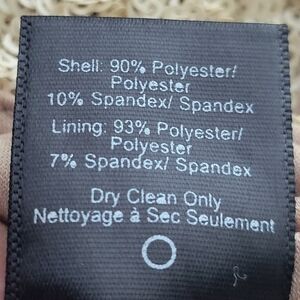 Shell: 90% Polyester/
Polyester
10% Spandex/ Spandex
Lining: 93% Polyester/
Polyester
7% Spandex/ Spandex
Dry Clean Only
Nettoyage à Sec Seulement